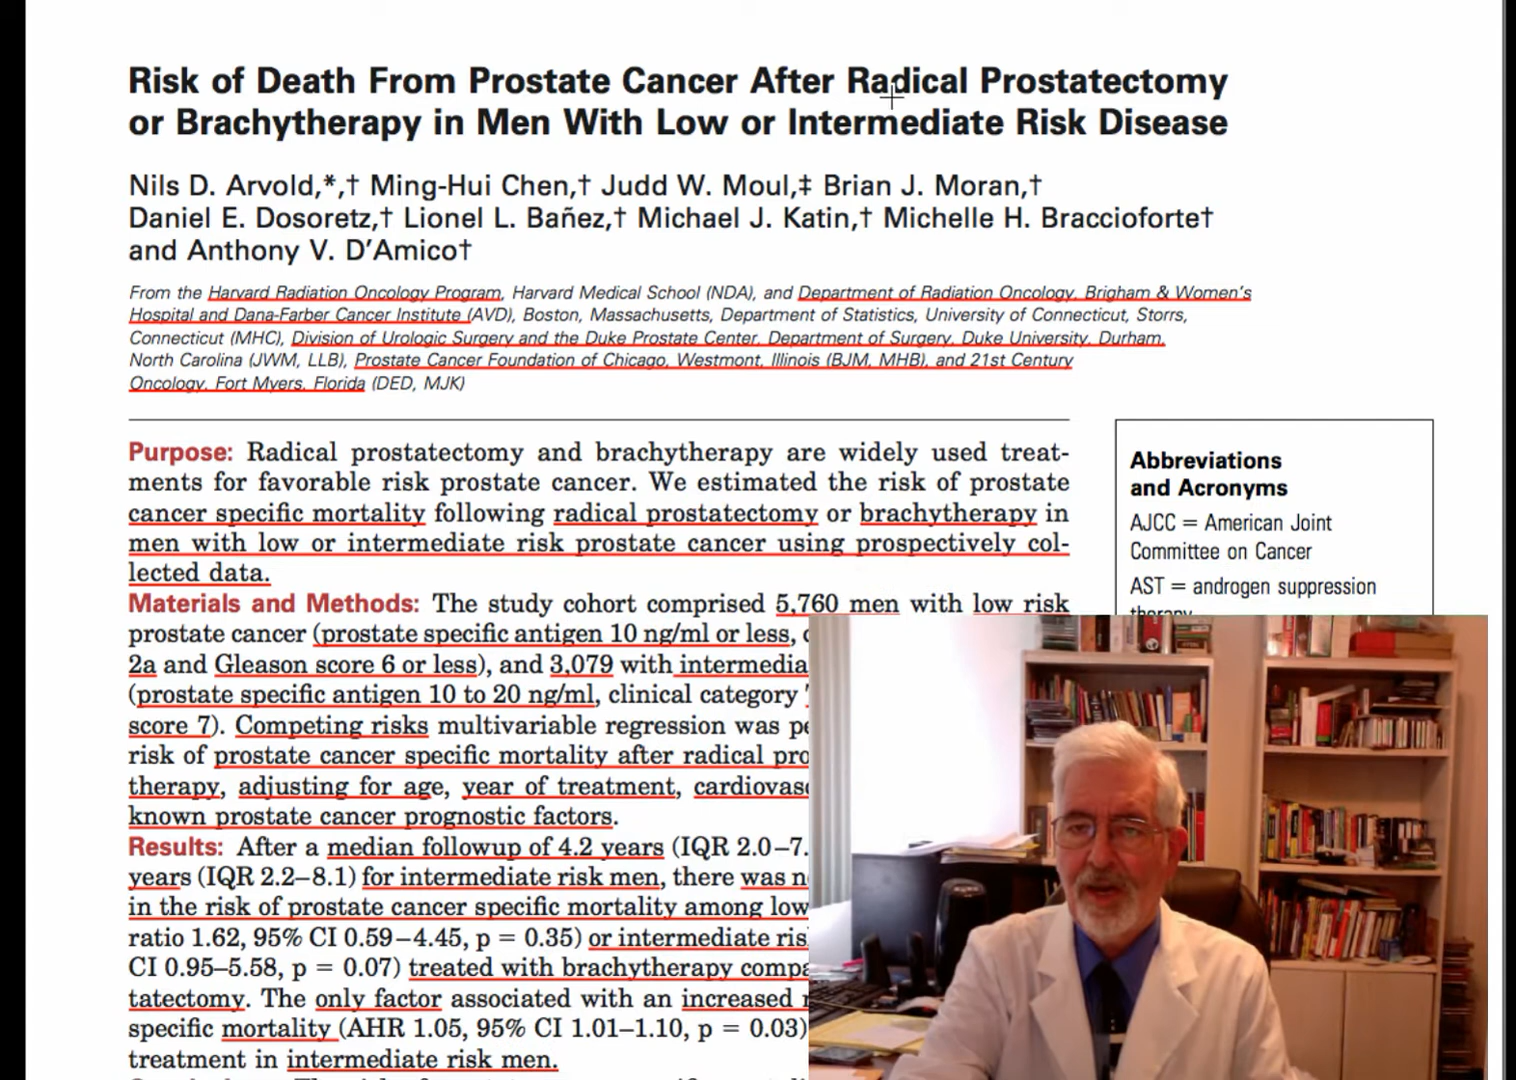 Risk of Death From Prostate Cancer After Radical Prostatectomy
or Brachytherapy in Men With Low or Intermediate Risk Disease
Nils D. Arvold,*,† Ming-Hui Chen,† Judd W. Moul,‡ Brian J. Moran,†
Daniel E. Dosoretz,† Lionel L. Bañez,† Michael J. Katin,† Michelle H. Braccioforte†
and Anthony V. D'Amico†
From the Harvard Radiation Oncology Program, Harvard Medical School (NDA), and Department of Radiation Oncology, Brigham & Women's
Hospital and Dana-Farber Cancer Institute (AVD), Boston, Massachusetts, Department of Statistics, University of Connecticut, Storrs,
Connecticut (MHC), Division of Urologic Surgery and the Duke Prostate Center, Department of Surgery, Duke University, Durham,
North Carolina (JWM, LLB), Prostate Cancer Foundation of Chicago, Westmont, Illinois (BJM, MHB), and 21st Century
Oncology, Fort Myers, Florida (DED, MJK)
Purpose: Radical prostatectomy and brachytherapy are widely used treat-
ments for favorable risk prostate cancer. We estimated the risk of prostate
cancer specific mortality following radical prostatectomy or brachytherapy in
men with low or intermediate risk prostate cancer using prospectively col-
lected data.
Materials and Methods: The study cohort comprised 5,760 men with low risk
prostate cancer (prostate specific antigen 10 ng/ml or less,
2a and Gleason score 6 or less), and 3,079 with intermedia
(prostate specific antigen 10 to 20 ng/ml, clinical category
score 7). Competing risks multivariable regression was pe
risk of prostate cancer specific mortality after radical pro
therapy, adjusting for age, year of treatment, cardiovas
known prostate cancer prognostic factors.
Results: After a median followup of 4.2 years (IQR 2.0–7.
years (IQR 2.2–8.1) for intermediate risk men, there was n
in the risk of prostate cancer specific mortality among low
ratio 1.62, 95% CI 0.59–4.45, p = 0.35) or intermediate ris
CI 0.95–5.58, p = 0.07) treated with brachytherapy compa
tatectomy. The only factor associated with an increased
specific mortality (AHR 1.05, 95% CI 1.01–1.10, p = 0.03)
treatment in intermediate risk men.
Abbreviations
and Acronyms
AJCC = American Joint
Committee on Cancer
AST = androgen suppression
therapy